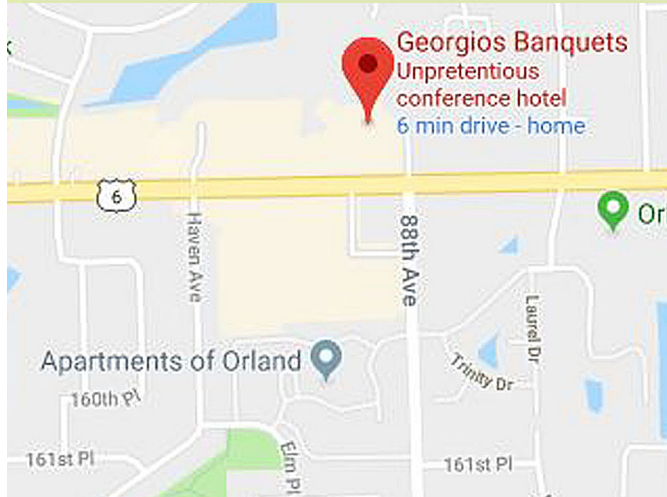 k
Georgios Banquets
Unpretentious
conference hotel
6 min drive - home
6
Orl
Haven Ave
88th Ave
Laurel Dr
Apartments of Orland
Trinity Dr
160th Pl
161st Pl
Elm Pl
161st Pl